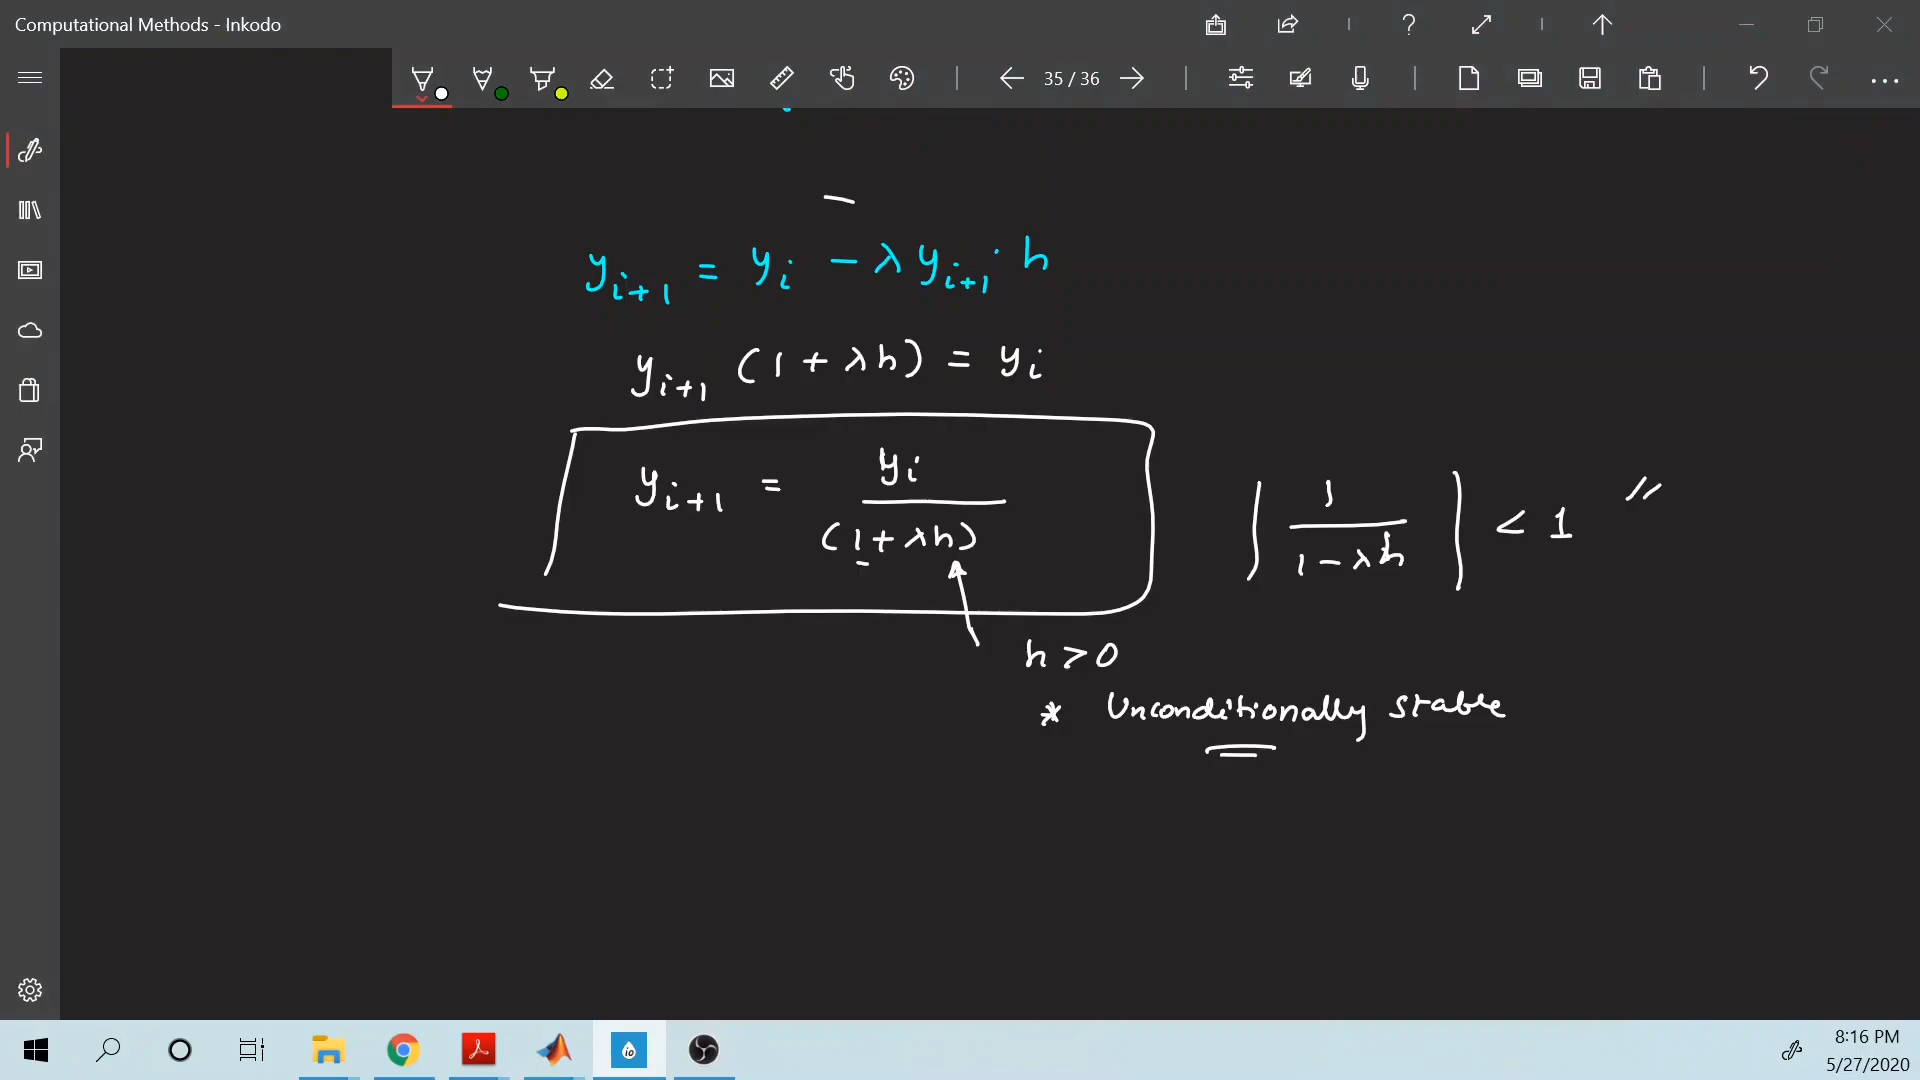 Computational Methods - Inkodo
35 / 36
y_{i+1} = y_i - λ y_{i+1} · h
y_{i+1} (1 + λh) = y_i
y_{i+1} = y_i / (1 + λh)
| 1 / (1 - λh) | < 1 //
h > 0
* Unconditionally stable
8:16 PM
5/27/2020